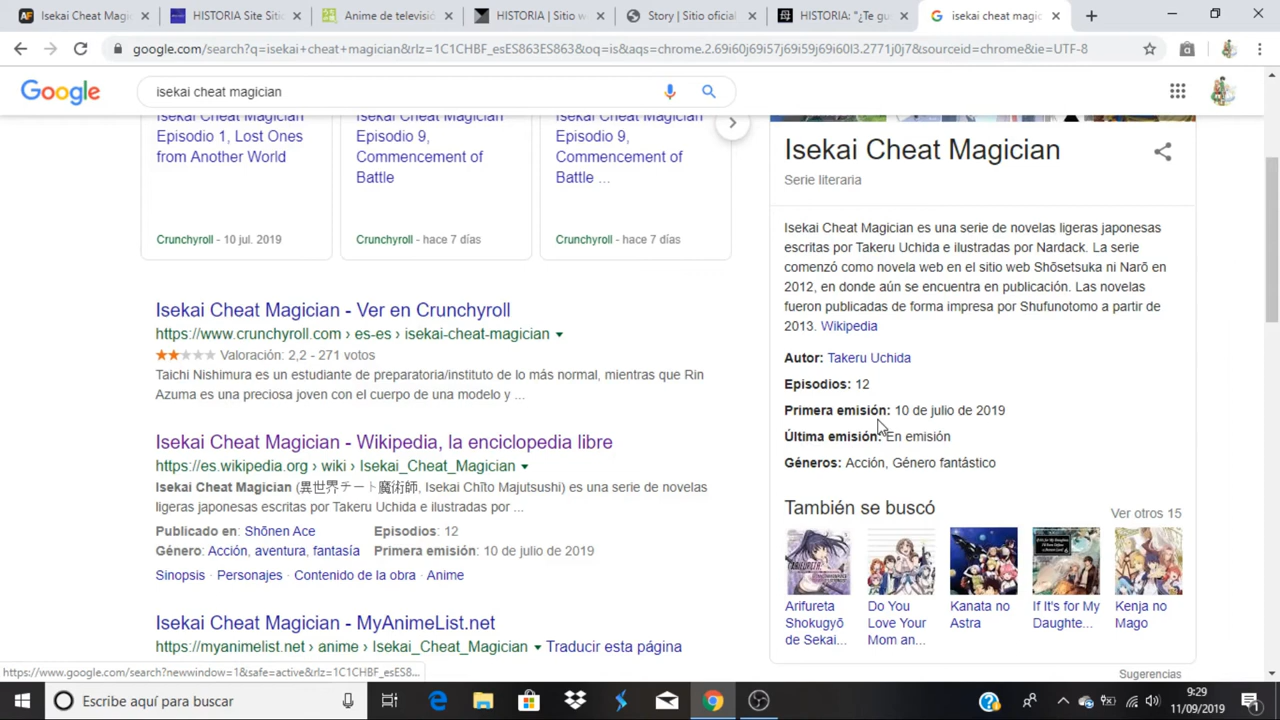 Isekai Cheat Magi
HISTORIA Site Siti
Anime de televisió
HISTORIA | Sitio w
Story | Sitio oficial
HISTORIA: "¿Te gu
isekai cheat magic
google.com/search?q=isekai+cheat+magician&rlz=1C1CHBF_esES863ES863&oq=is&aqs=chrome.2.69i60j69i57j69i59j69i60l3.2771j0j7&sourceid=chrome&ie=UTF-8
Google
isekai cheat magician
Isekai Cheat Magician
Episodio 1, Lost Ones
from Another World
Crunchyroll - 10 jul. 2019
Isekai Cheat Magician
Episodio 9,
Commencement of
Battle
Crunchyroll - hace 7 días
Isekai Cheat Magician
Episodio 9,
Commencement of
Battle ...
Crunchyroll - hace 7 días
Isekai Cheat Magician - Ver en Crunchyroll
https://www.crunchyroll.com › es-es › isekai-cheat-magician
Valoración: 2,2 - 271 votos
Taichi Nishimura es un estudiante de preparatoria/instituto de lo más normal, mientras que Rin
Azuma es una preciosa joven con el cuerpo de una modelo y ...
Isekai Cheat Magician - Wikipedia, la enciclopedia libre
https://es.wikipedia.org › wiki › Isekai_Cheat_Magician
Isekai Cheat Magician (異世界チート魔術師, Isekai Chīto Majutsushi) es una serie de novelas
ligeras japonesas escritas por Takeru Uchida e ilustradas por ...
Publicado en: Shōnen Ace Episodios: 12
Género: Acción, aventura, fantasía Primera emisión: 10 de julio de 2019
Sinopsis · Personajes · Contenido de la obra · Anime
Isekai Cheat Magician - MyAnimeList.net
https://myanimelist.net › anime › Isekai_Cheat_Magician Traducir esta página
Isekai Cheat Magician
Serie literaria
Isekai Cheat Magician es una serie de novelas ligeras japonesas
escritas por Takeru Uchida e ilustradas por Nardack. La serie
comenzó como novela web en el sitio web Shōsetsuka ni Narō en
2012, en donde aún se encuentra en publicación. Las novelas
fueron publicadas de forma impresa por Shufunotomo a partir de
2013. Wikipedia
Autor: Takeru Uchida
Episodios: 12
Primera emisión: 10 de julio de 2019
Última emisión: En emisión
Géneros: Acción, Género fantástico
También se buscó
Ver otros 15
Arifureta
Shokugyō
de Sekai...
Do You
Love Your
Mom an...
Kanata no
Astra
If It's for My
Daughte...
Kenja no
Mago
Sugerencias
https://www.google.com/search?newwindow=1&safe=active&rlz=1C1CHBF_esES8...
Escribe aquí para buscar
9:29
11/09/2019